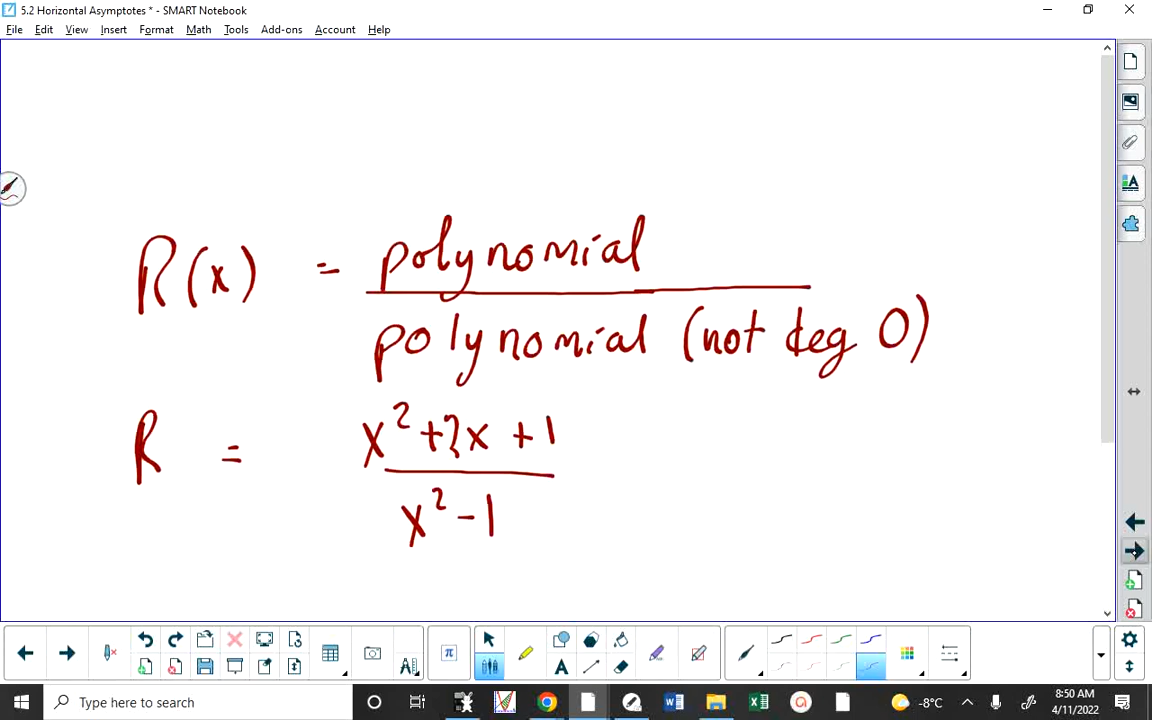 5.2 Horizontal Asymptotes * - SMART Notebook
File Edit View Insert Format Math Tools Add-ons Account Help
R(x) = polynomial / polynomial (not deg 0)
R = x² + 2x + 1 / x² - 1
π
A
Type here to search
-8°C
8:50 AM
4/11/2022